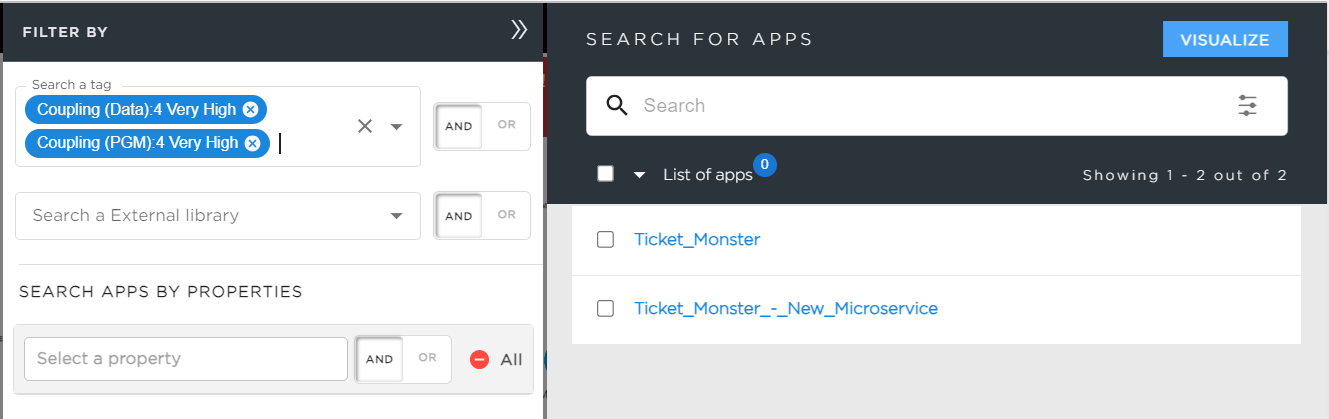 FILTER BY
Search a tag
Coupling (Data):4 Very High
Coupling (PGM):4 Very High
AND OR
Search a External library
AND OR
SEARCH APPS BY PROPERTIES
Select a property
AND OR
All
SEARCH FOR APPS
VISUALIZE
Search
List of apps 0
Showing 1 - 2 out of 2
Ticket_Monster
Ticket_Monster_-_New_Microservice